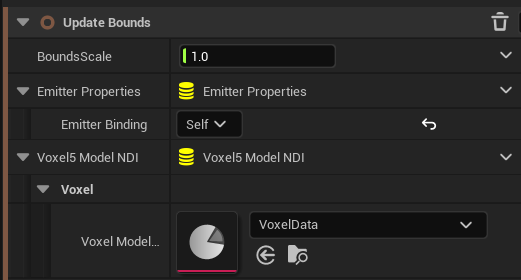 Update Bounds
BoundsScale 1.0
Emitter Properties Emitter Properties
Emitter Binding Self
Voxel5 Model NDI Voxel5 Model NDI
Voxel
Voxel Model... VoxelData